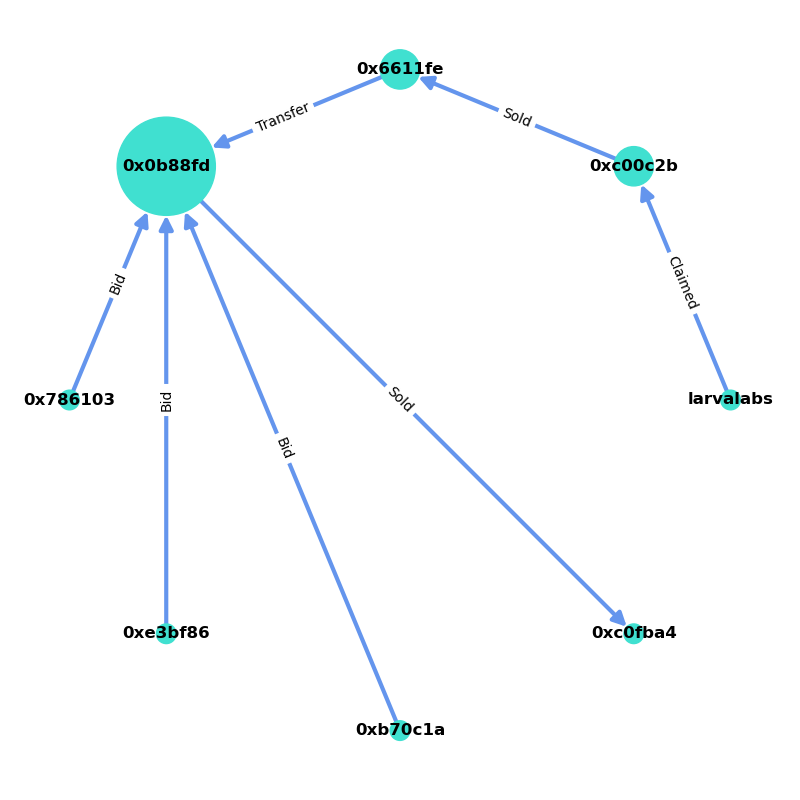 0x6611fe
Transfer
Sold
0x0b88fd
0xc00c2b
Bid
Claimed
0x786103
Bid
Sold
larvalabs
Bid
0xe3bf86
0xc0fba4
0xb70c1a